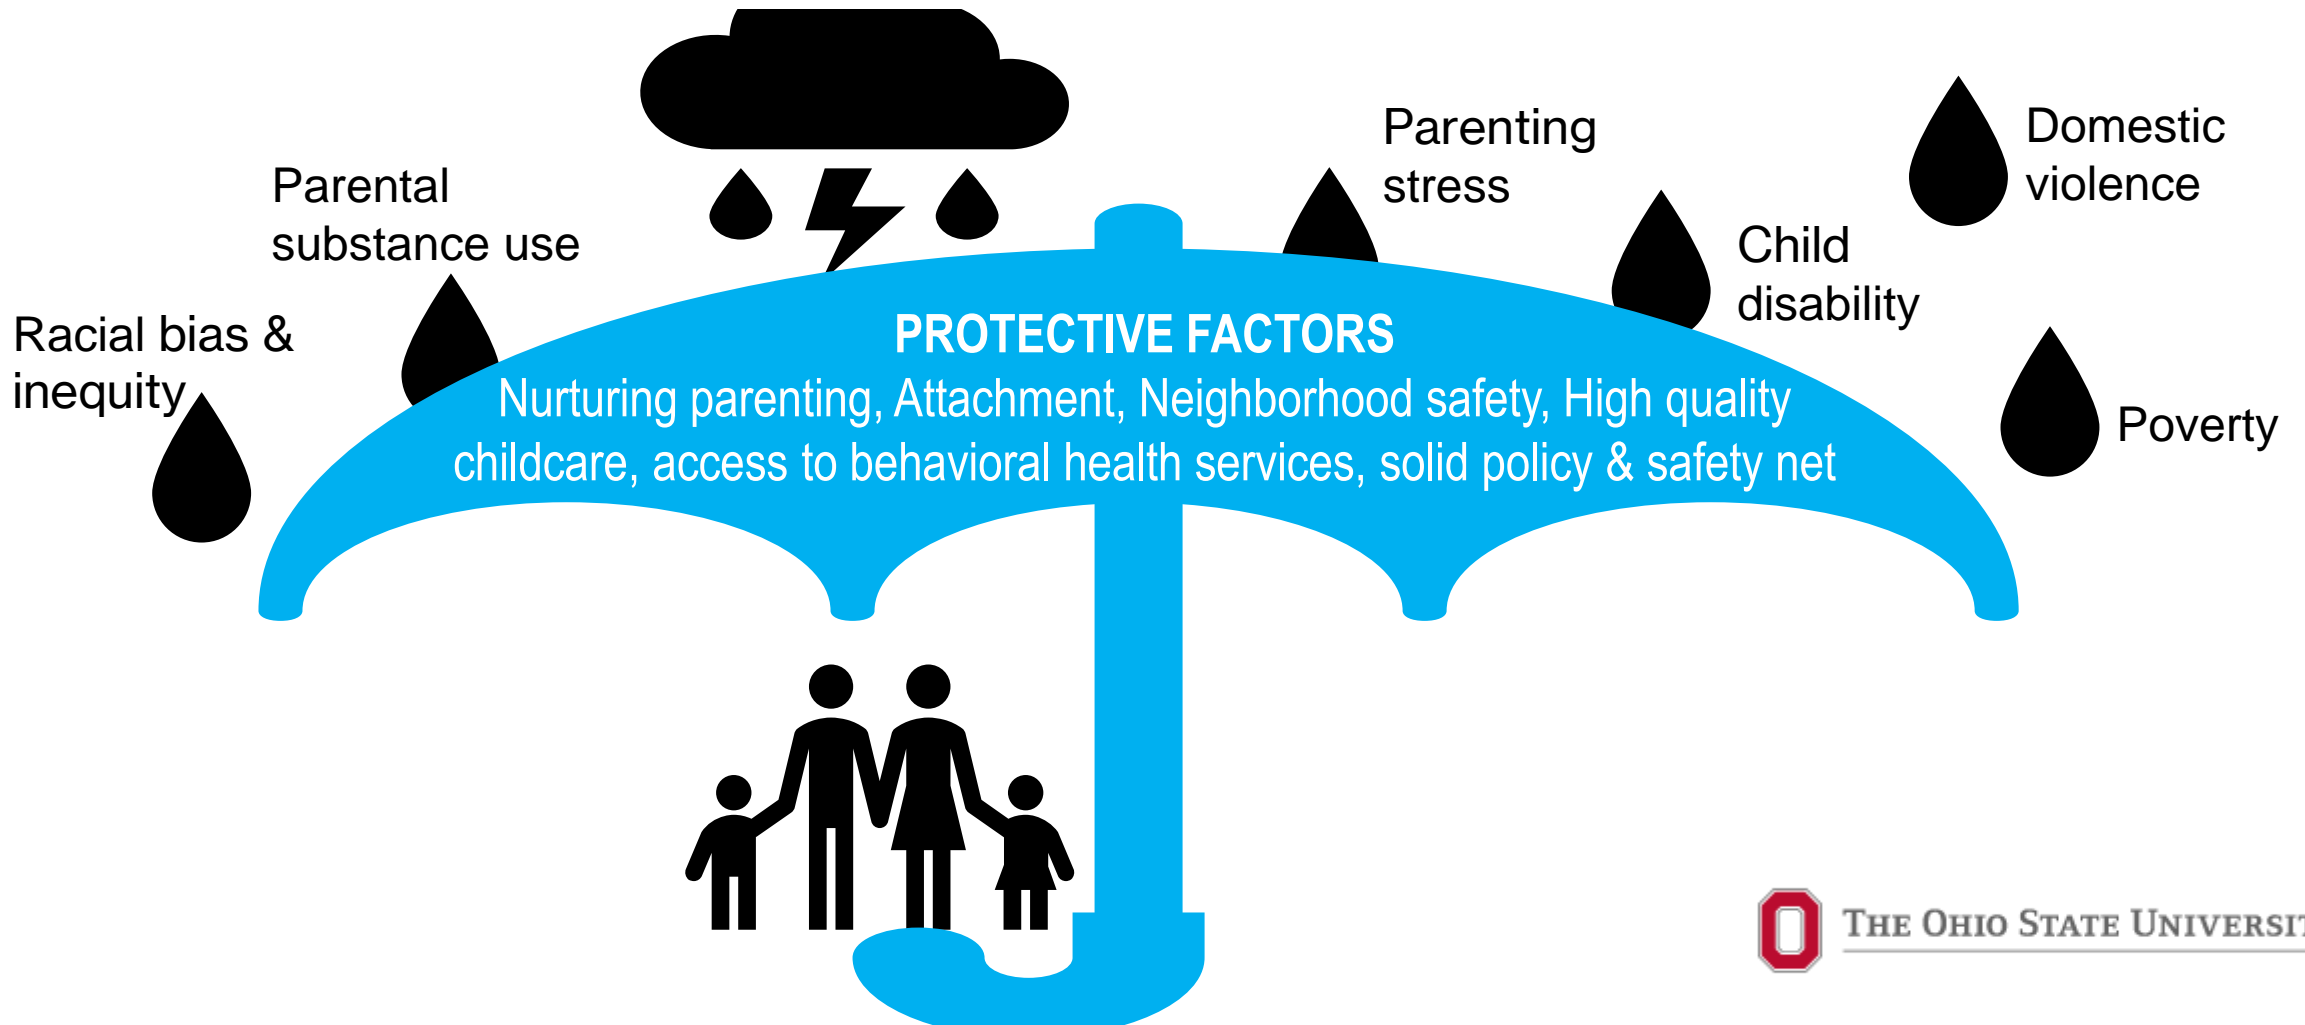 Parental
substance use
Racial bias &
inequity
Parenting
stress
Domestic
violence
Child
disability
Poverty
PROTECTIVE FACTORS
Nurturing parenting, Attachment, Neighborhood safety, High quality
childcare, access to behavioral health services, solid policy & safety net
THE OHIO STATE UNIVERSIT